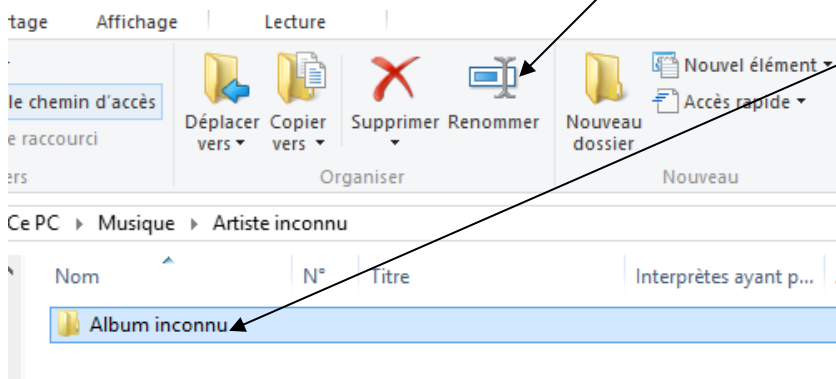 tage Affichage Lecture
le chemin d'accès
e raccourci
Déplacer vers
Copier vers
Supprimer
Renommer
Nouveau dossier
Nouvel élément
Accès rapide
ers Organiser Nouveau
Ce PC Musique Artiste inconnu
Nom N° Titre Interprètes ayant p...
Album inconnu